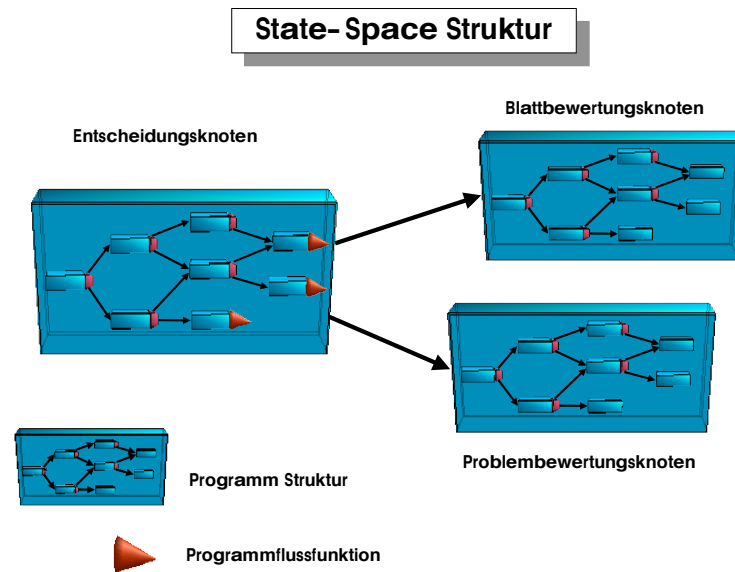 State-Space Struktur
Blattbewertungsknoten
Entscheidungsknoten
Problembewertungsknoten
Programm Struktur
Programmflussfunktion